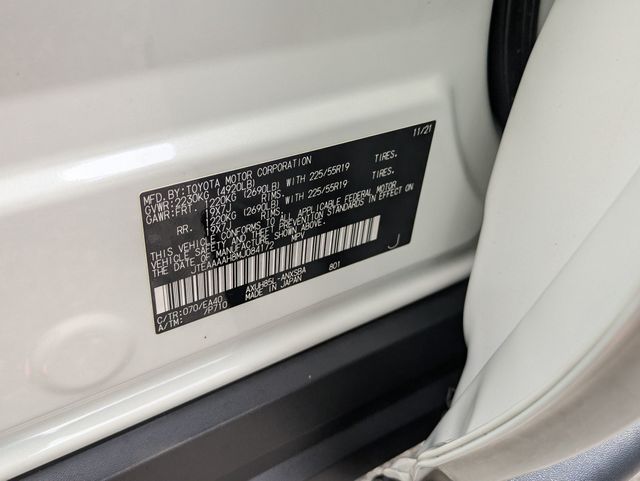 11/21
MFD.BY:TOYOTA MOTOR CORPORATION
GVWR:2230KG (4920LB)
GAWR:FRT. 1220KG (2690LB) WITH 225/55R19 TIRES.
19X7J RIMS.
RR. 1220KG (2690LB) WITH 225/55R19 TIRES.
19X7J RIMS.
THIS VEHICLE CONFORMS TO ALL APPLICABLE FEDERAL MOTOR
VEHICLE SAFETY AND THEFT PREVENTION STANDARDS IN EFFECT ON
THE DATE OF MANUFACTURE SHOWN ABOVE.
JTEAAAAH8MJ084172 MPV
J
C/TR:070/EA40 AXUH85L-ANXSBA 801
A/TM: /P710 MADE IN JAPAN